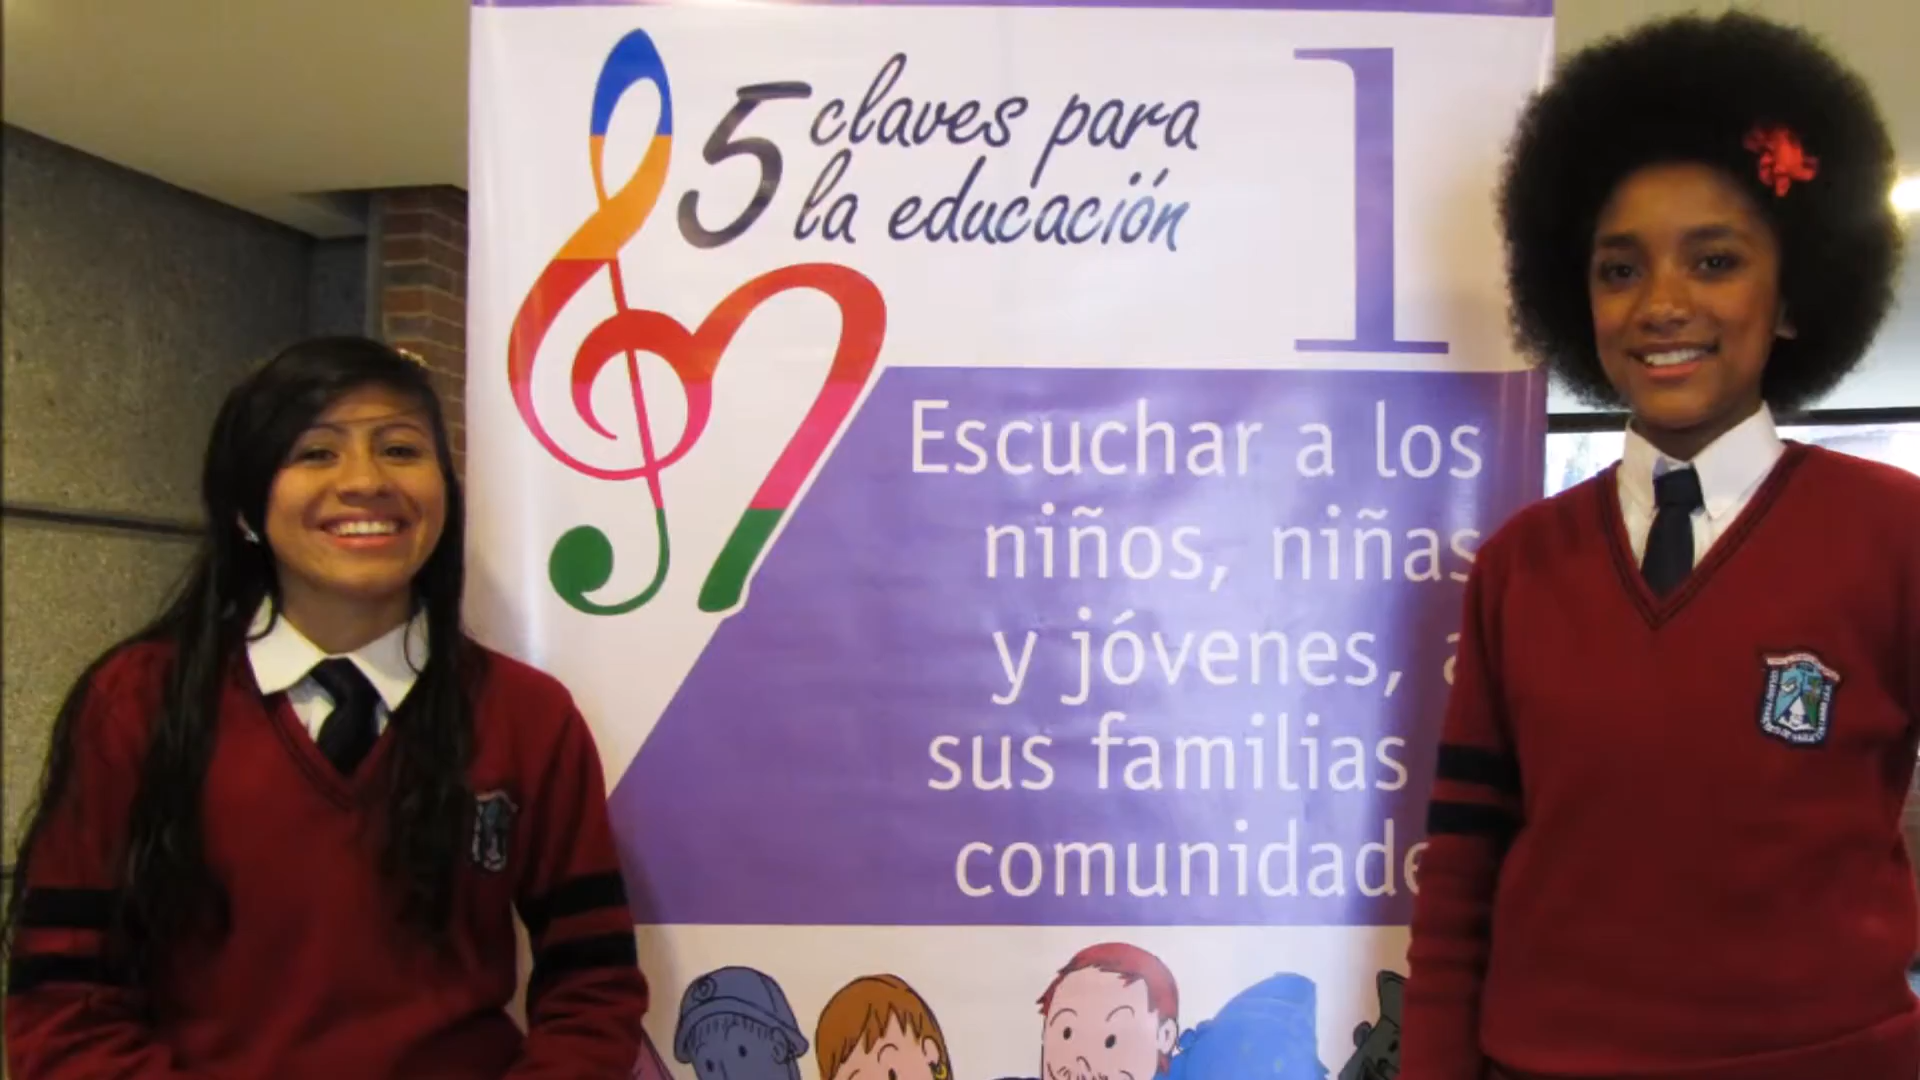 5 claves para
la educación
1
Escuchar a los
niños, niñas
y jóvenes, a
sus familias
comunidade